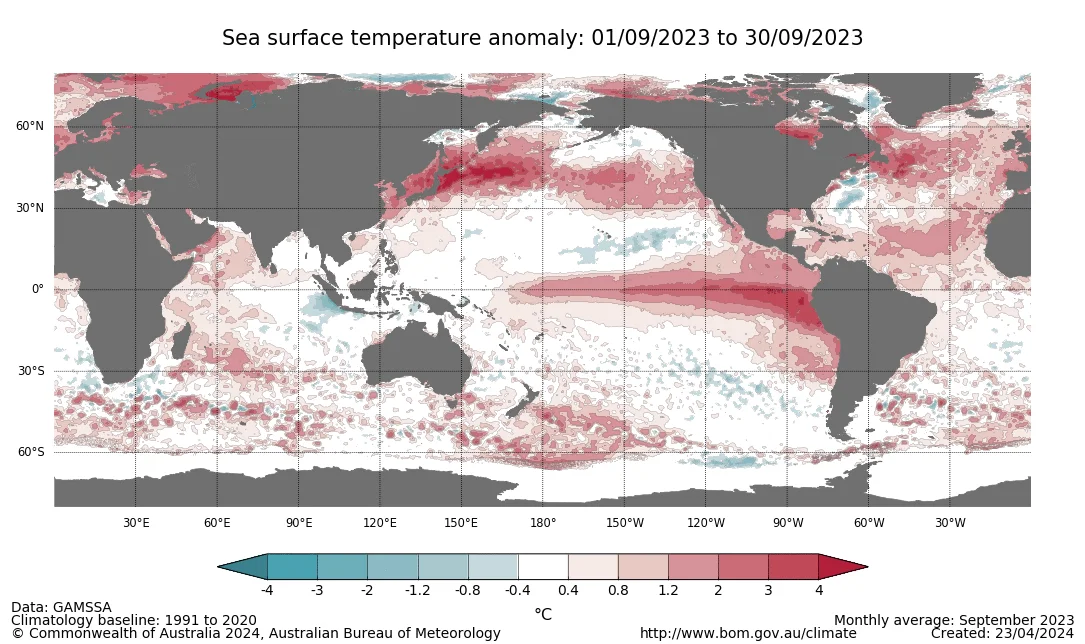 Sea surface temperature anomaly: 01/09/2023 to 30/09/2023
60°N
30°N
0°
30°S
60°S
30°E 60°E 90°E 120°E 150°E 180° 150°W 120°W 90°W 60°W 30°W
-4 -3 -2 -1.2 -0.8 -0.4 0.4 0.8 1.2 2 3 4
°C
Data: GAMSSA
Climatology baseline: 1991 to 2020 Monthly average: September 2023
© Commonwealth of Australia 2024, Australian Bureau of Meteorology http://www.bom.gov.au/climate Created: 23/04/2024